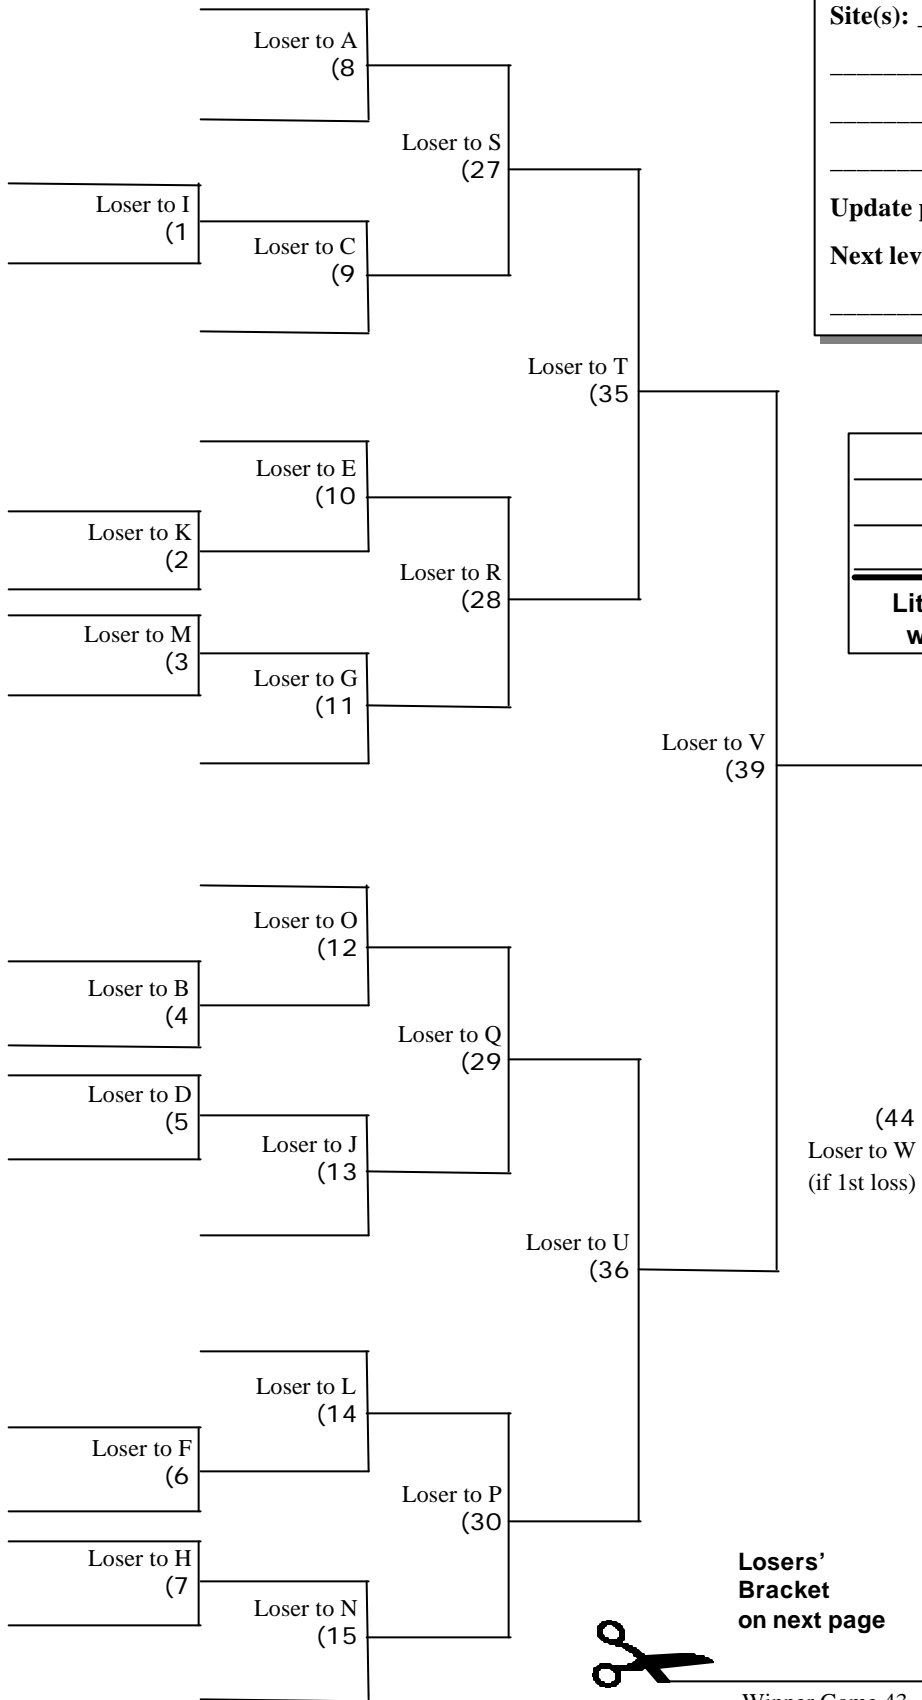 Site(s): _
Loser to A
(8
Loser to S
(27
Loser to I
(1
Loser to C
(9
Update
Next
Loser to T
(35
Loser to E
(10
Loser to K
(2
Loser to R
(28
Loser to M
(3
Loser to G
(11
Loser to V
(39
Loser to O
(12
Loser to B
(4
Loser to Q
(29
Loser to D
(5
Loser to J
(13
(44
Loser to W
(if 1st loss)
Loser to U
(36
Loser to L
(14
Loser to F
(6
Loser to P
(30
Loser to H
(7
Loser to N
(15
Losers'
Bracket
on next page
Winner Game 43